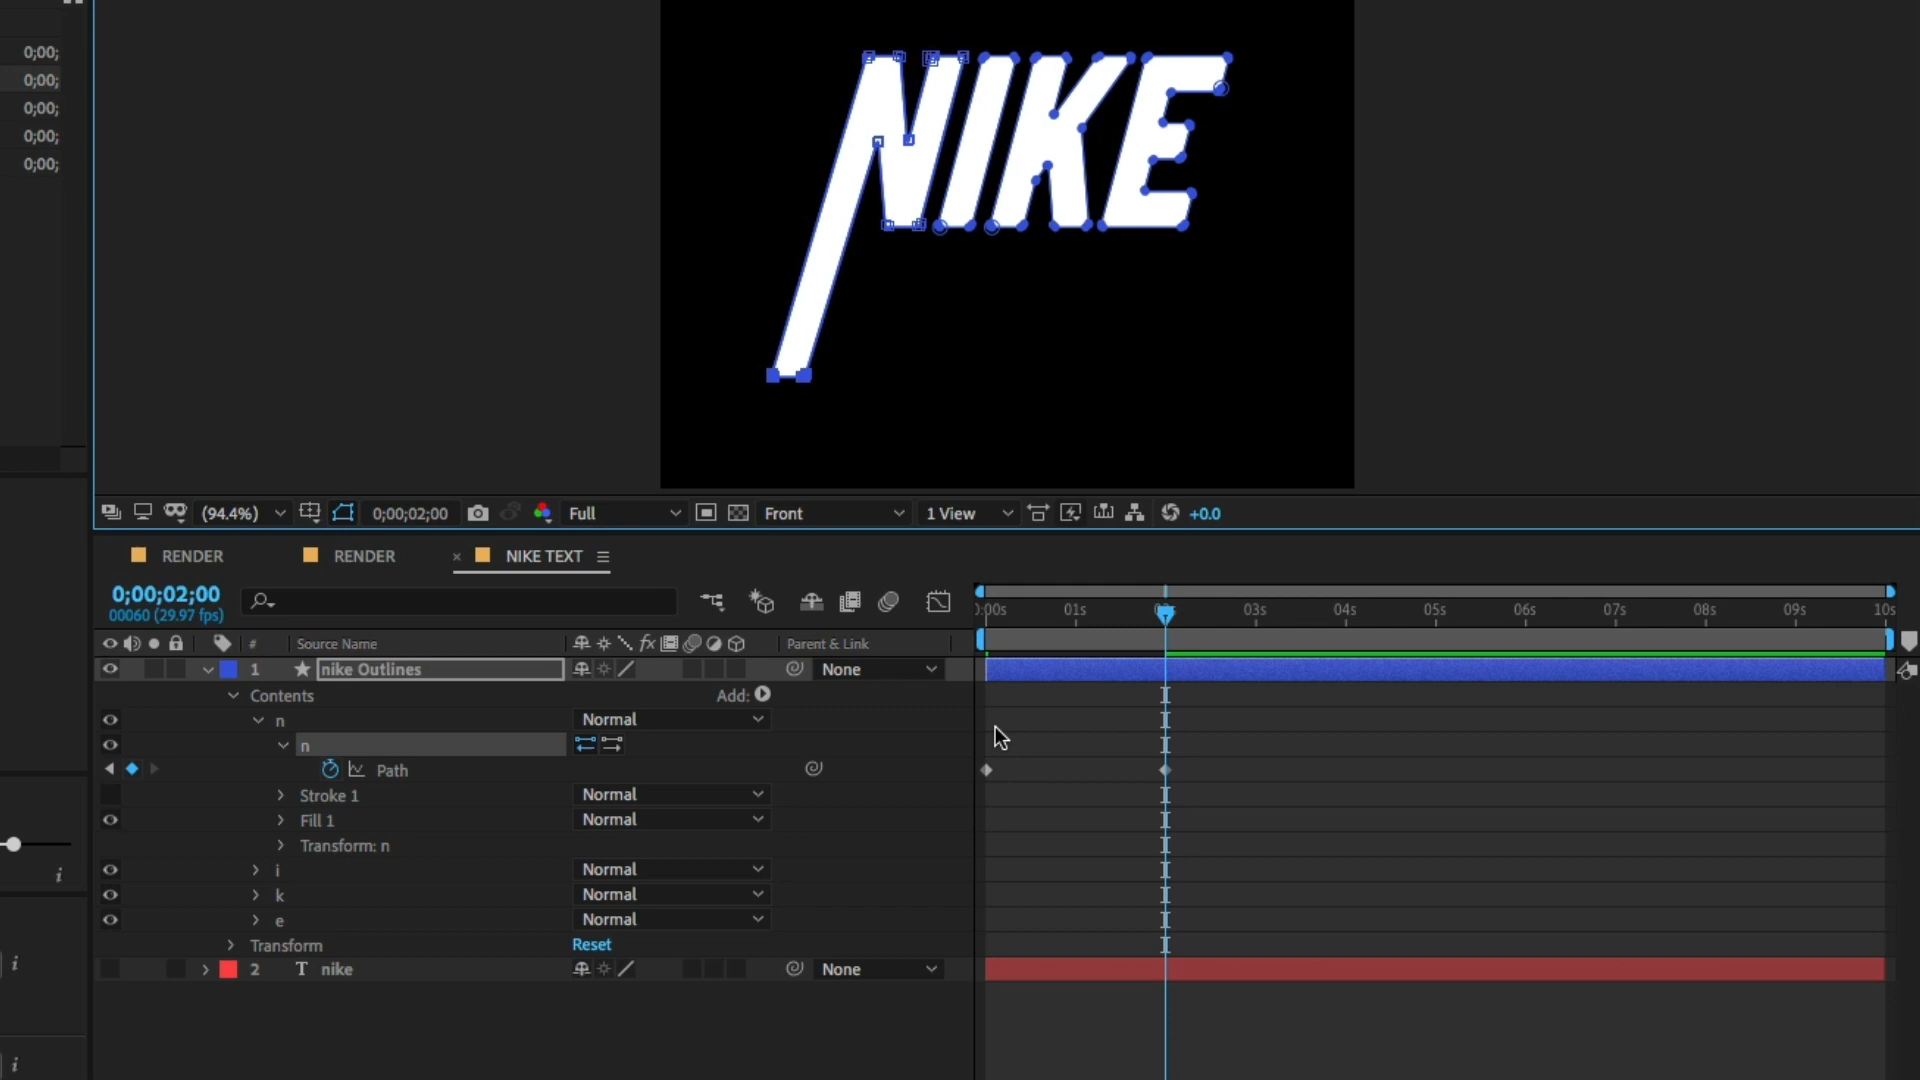 0;00;
0;00;
0;00;
0;00;
0;00;
NIKE
(94.4%) 0;00;02;00 Full Front 1 View +0.0
RENDER RENDER × NIKE TEXT
0;00;02;00
00060 (29.97 fps)
0:00s 01s 03s 04s 05s 06s 07s 08s 09s 10s
# Source Name fx Parent & Link
1 nike Outlines None
Contents Add:
n Normal
n
Path
Stroke 1 Normal
Fill 1 Normal
Transform: n
i Normal
k Normal
e Normal
Transform Reset
2 T nike None
i
i
i